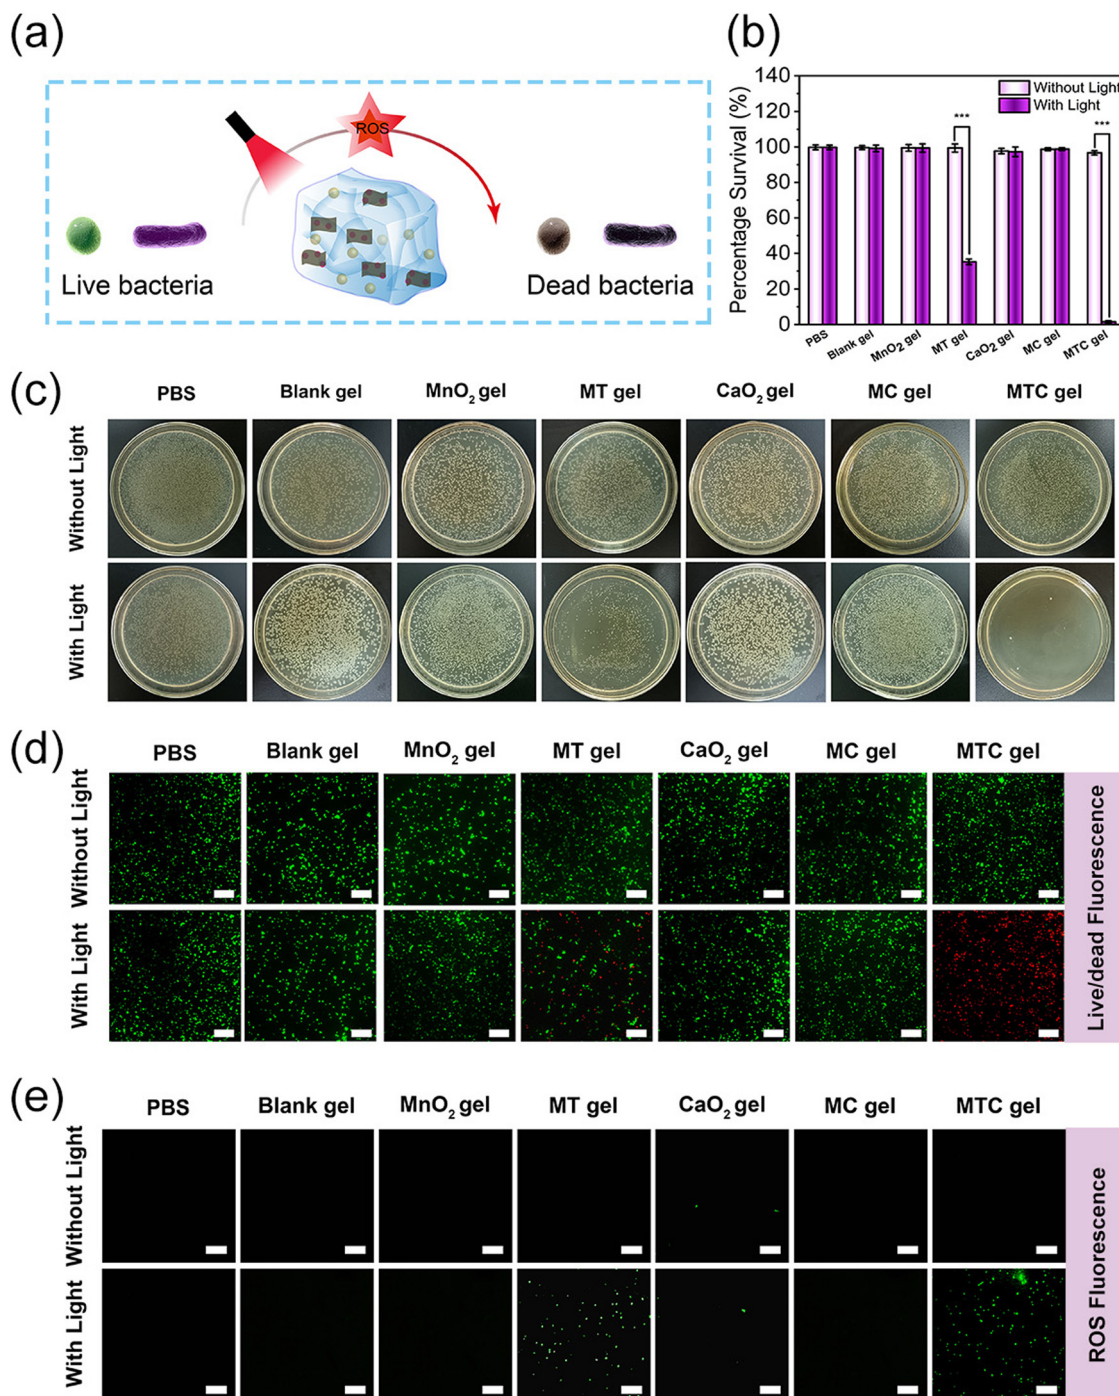 (a)
ROS
Live bacteria
Dead bacteria
(b)
Percentage Survival (%)
140
120
100
80
60
40
20
0
Without Light
With Light
***
***
PBS
Blank gel
MnO₂ gel
MT gel
CaO₂ gel
MC gel
MTC gel
(c)
PBS Blank gel MnO₂ gel MT gel CaO₂ gel MC gel MTC gel
Without Light
With Light
(d)
PBS Blank gel MnO₂ gel MT gel CaO₂ gel MC gel MTC gel
Without Light
With Light
Live/dead Fluorescence
(e)
PBS Blank gel MnO₂ gel MT gel CaO₂ gel MC gel MTC gel
Without Light
With Light
ROS Fluorescence